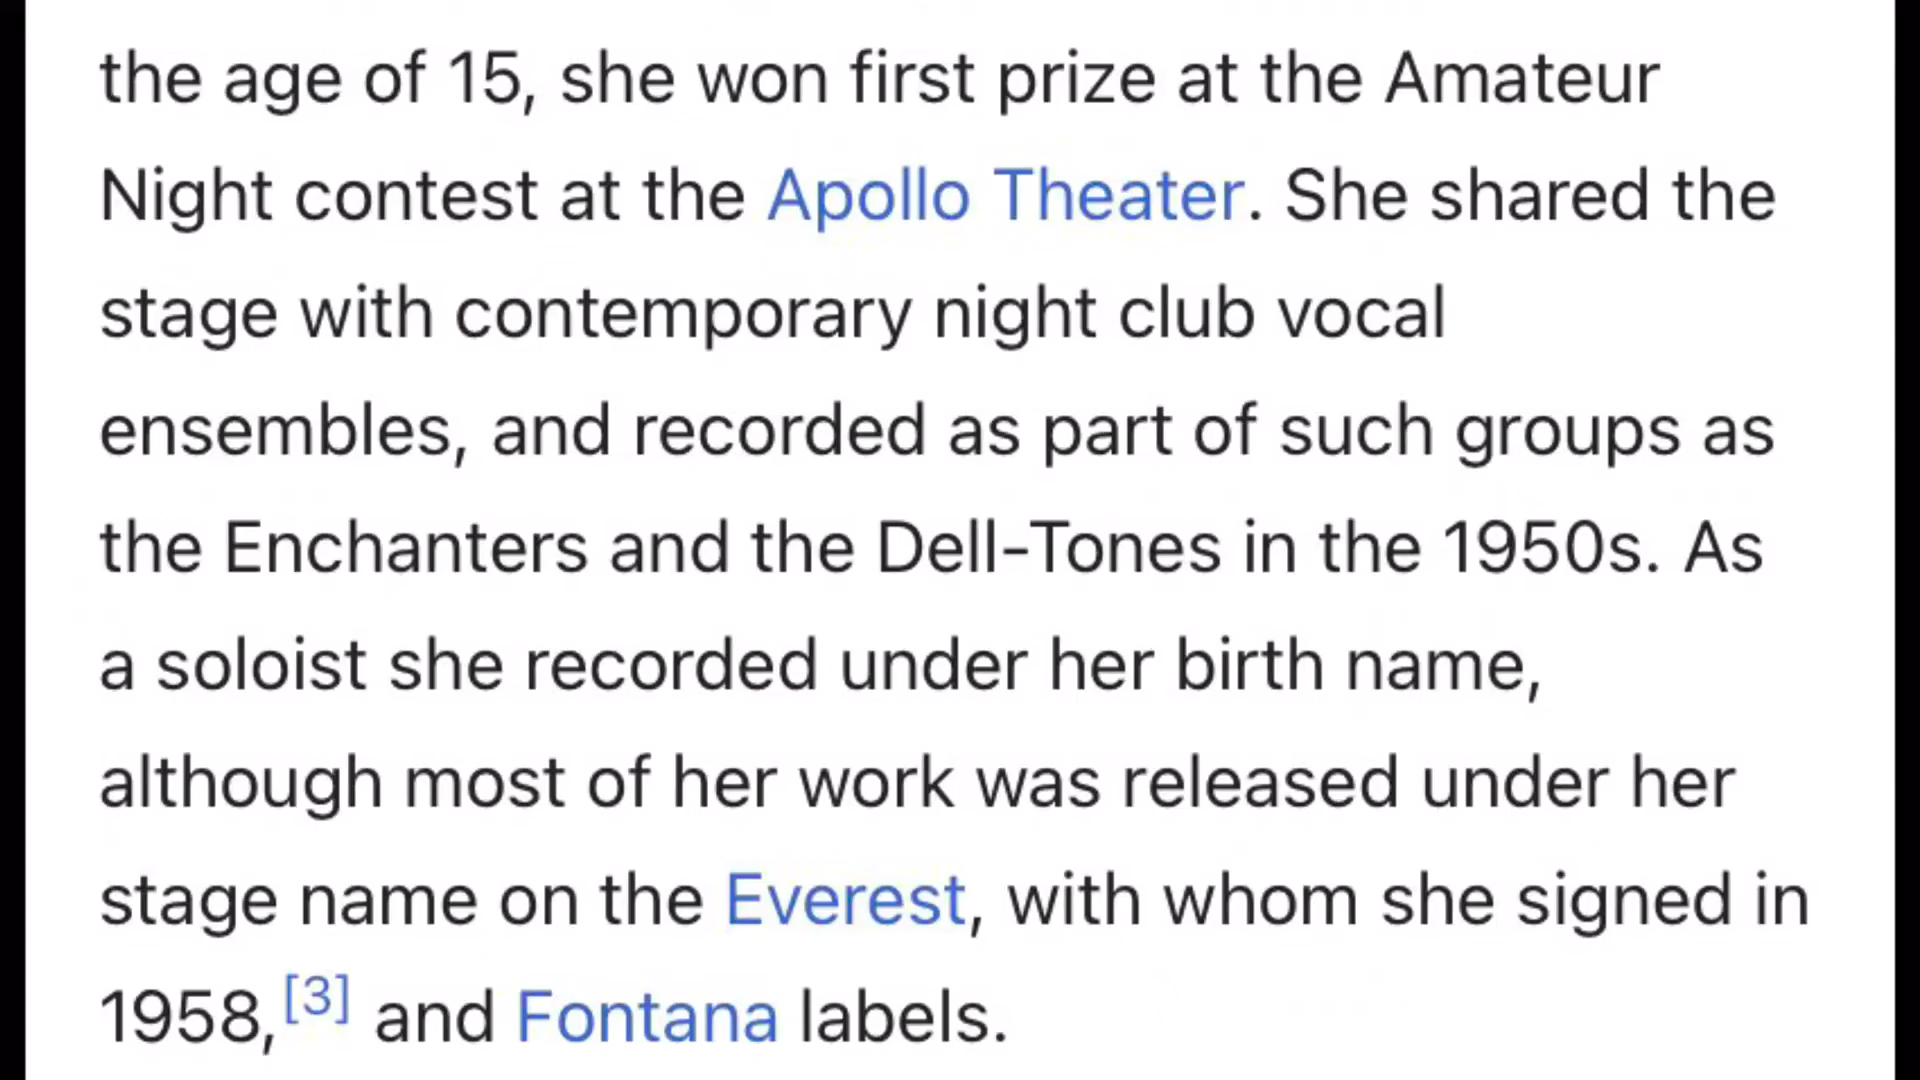 the age of 15, she won first prize at the Amateur
Night contest at the Apollo Theater. She shared the
stage with contemporary night club vocal
ensembles, and recorded as part of such groups as
the Enchanters and the Dell-Tones in the 1950s. As
a soloist she recorded under her birth name,
although most of her work was released under her
stage name on the Everest, with whom she signed in
1958,[3] and Fontana labels.